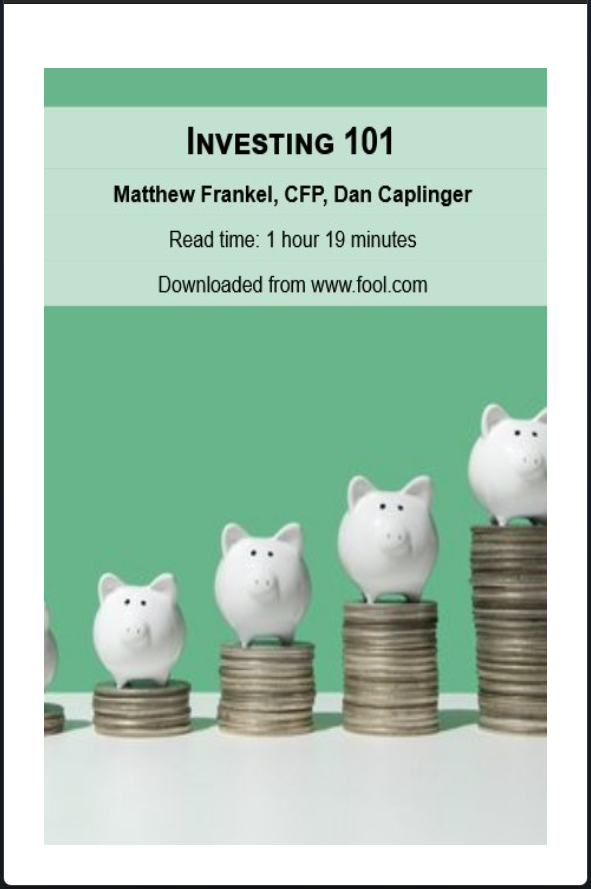 INVESTING 101
Matthew Frankel, CFP, Dan Caplinger
Read time: 1 hour 19 minutes
Downloaded from www.fool.com